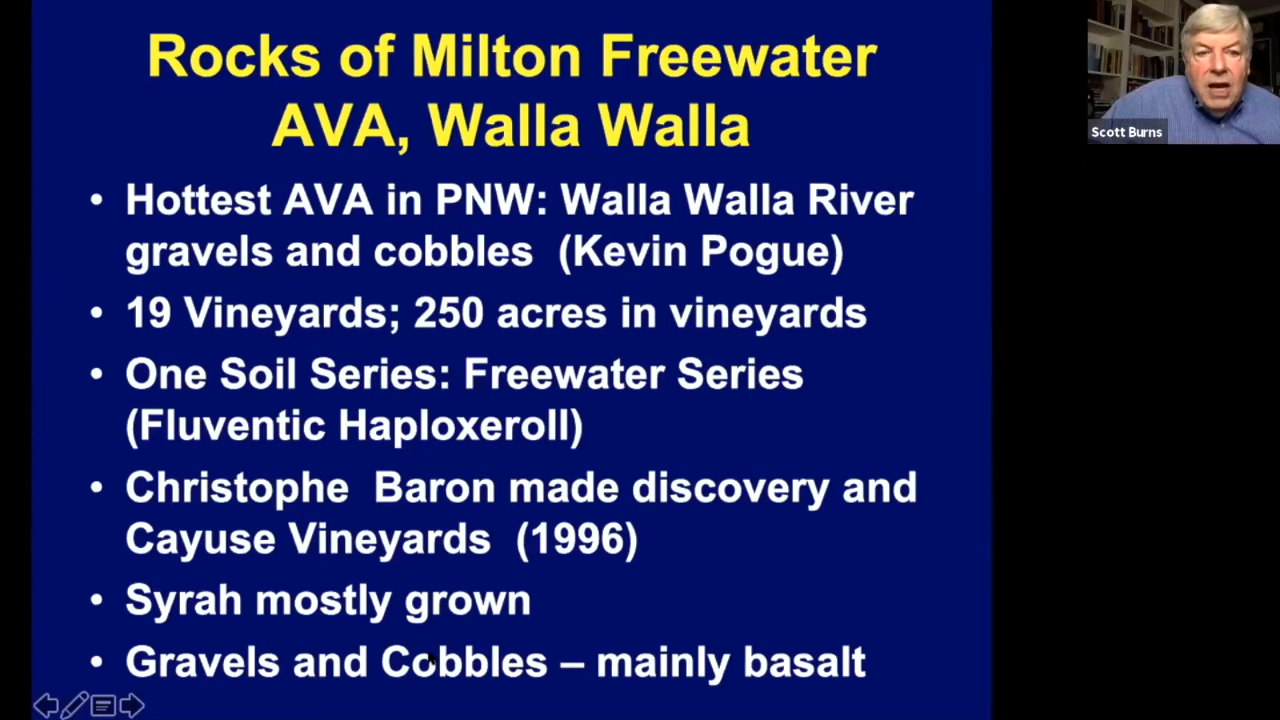 Rocks of Milton Freewater
AVA, Walla Walla
• Hottest AVA in PNW: Walla Walla River
gravels and cobbles (Kevin Pogue)
• 19 Vineyards; 250 acres in vineyards
• One Soil Series: Freewater Series
(Fluventic Haploxeroll)
• Christophe Baron made discovery and
Cayuse Vineyards (1996)
• Syrah mostly grown
• Gravels and Cobbles – mainly basalt
Scott Burns